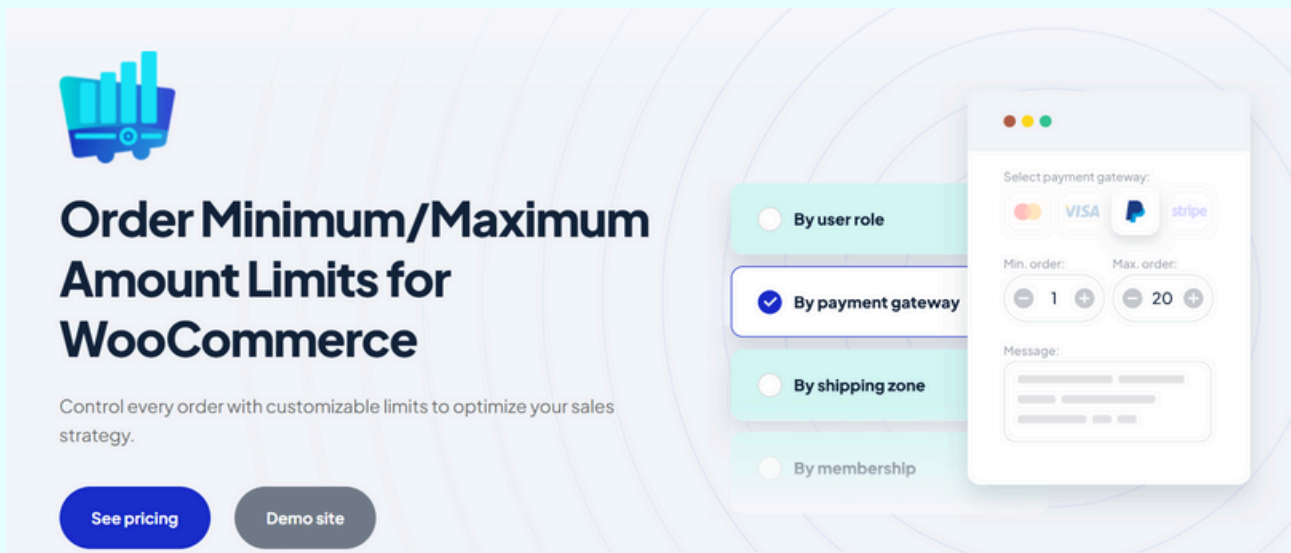 Order Minimum/Maximum
Amount Limits for
WooCommerce
Control every order with customizable limits to optimize your sales
strategy.
See pricing
Demo site
By user role
By payment gateway
By shipping zone
By membership
Select payment gateway:
VISA
stripe
Min. order:
Max. order:
1
20
Message: